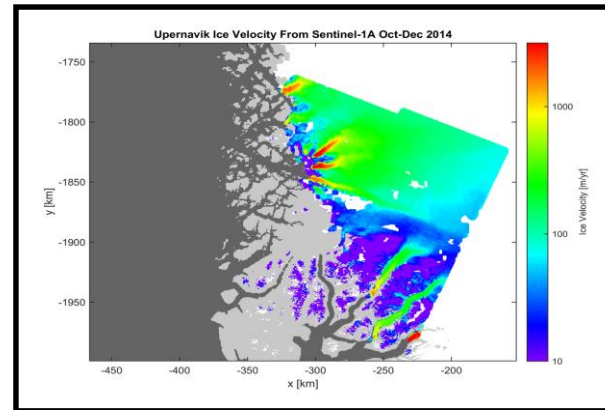 Upernavik Ice Velocity From Sentinel-1A Oct-Dec 2014
-1750
-1800
-1850
-1900
-1950
y [km]
-450 -400 -350 -300 -250 -200
x [km]
1000
100
10
Ice Velocity [m/yr]